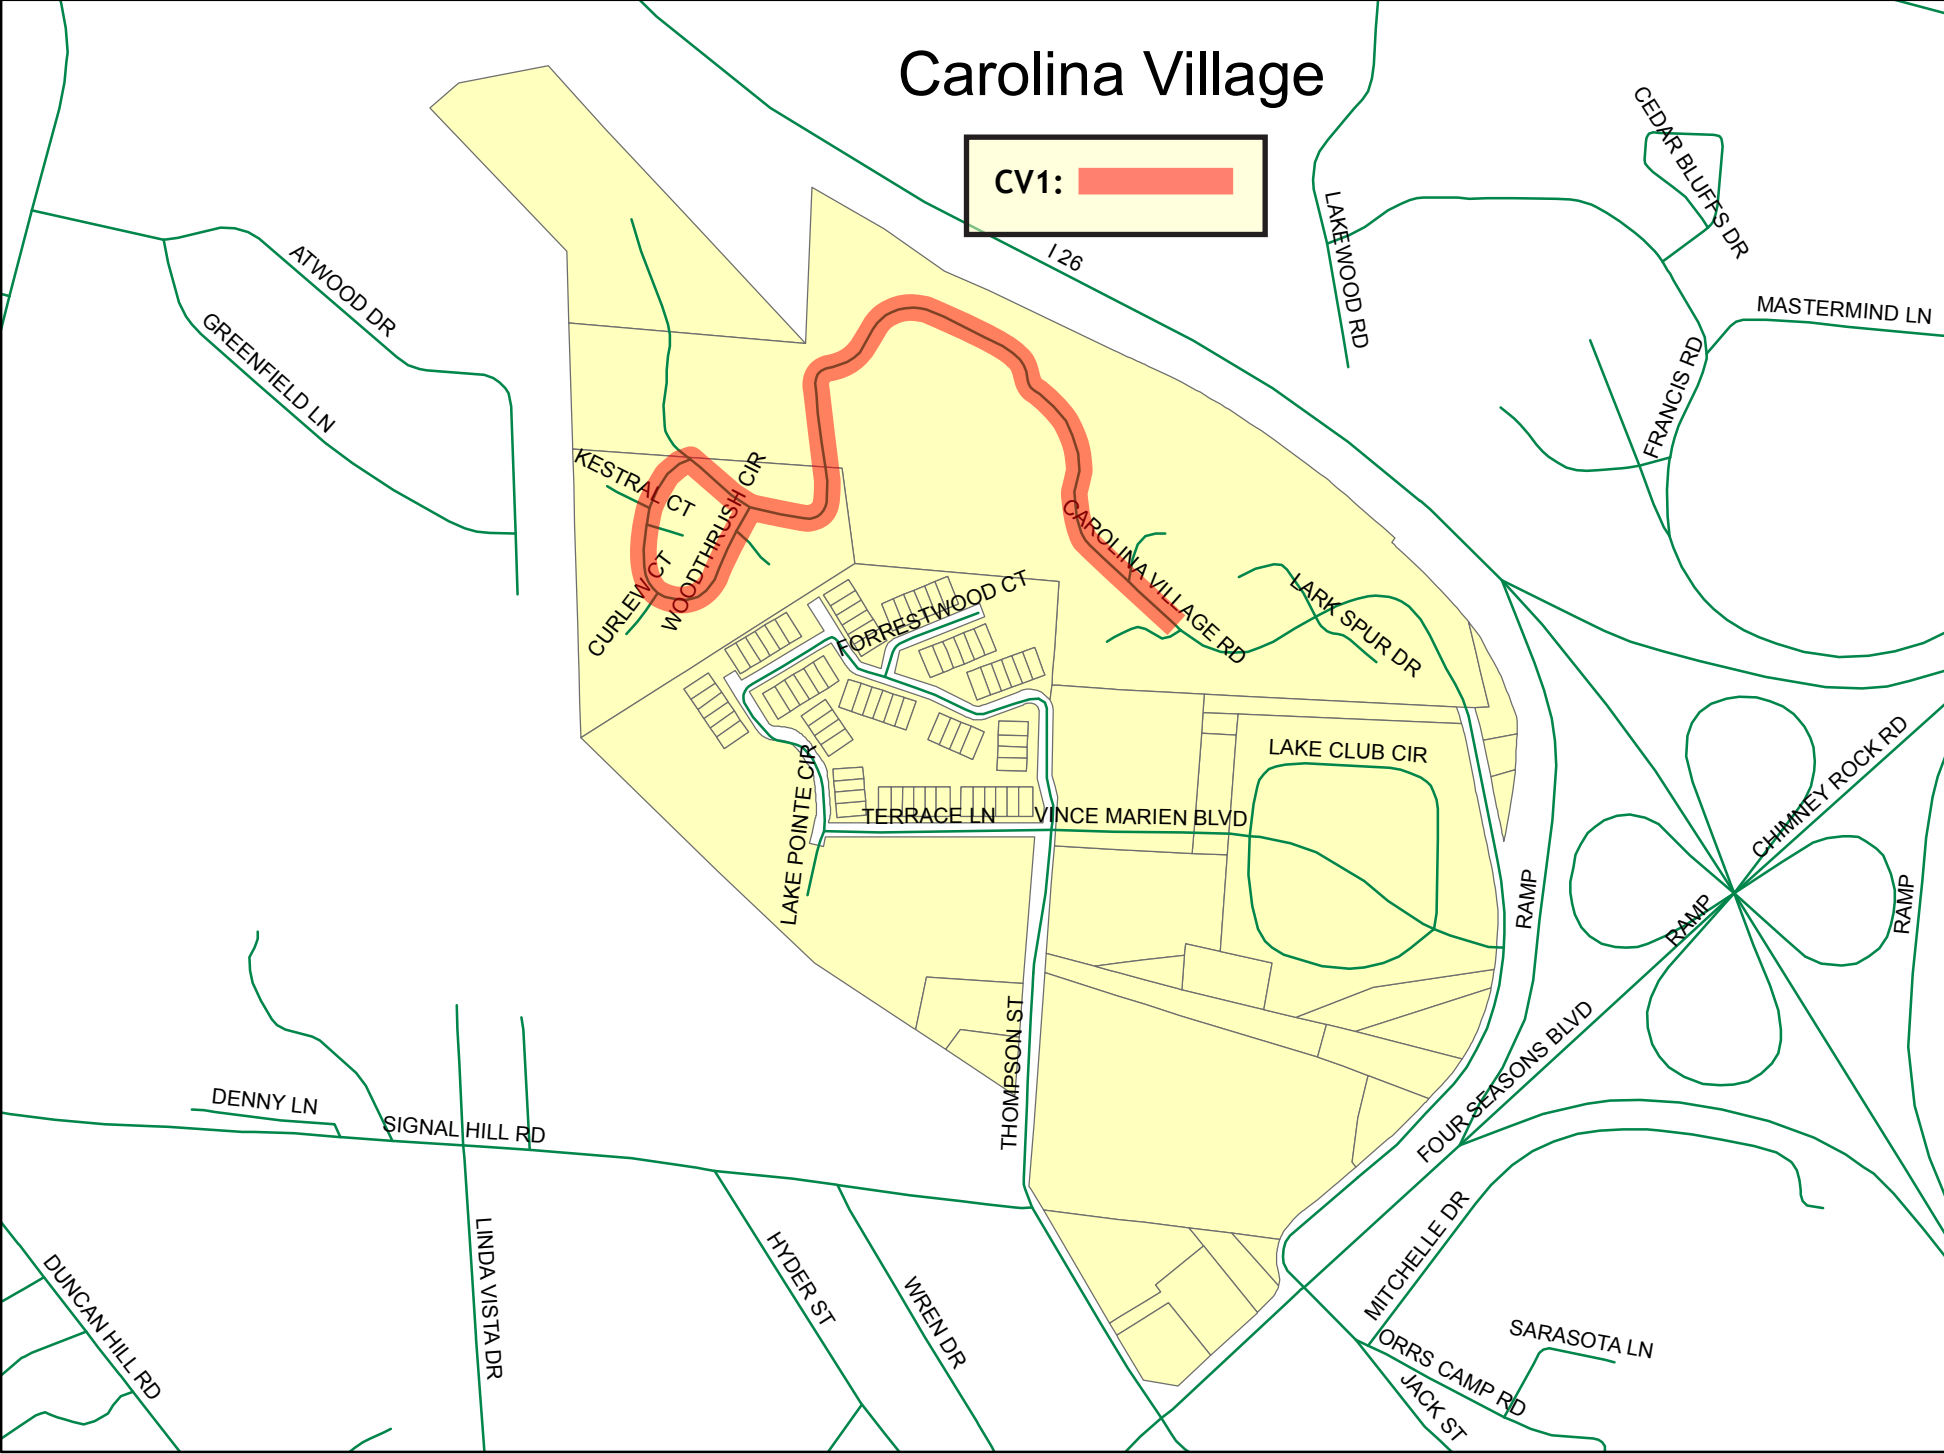 Carolina Village
CV1:
I 26
LAKEWOOD RD
CEDAR BLUFFS DR
MASTERMIND LN
FRANCIS RD
ATWOOD DR
GREENFIELD LN
KESTRAL CT
WOODTHRUSH CIR
CURLEW CT
CAROLINA VILLAGE RD
LARK SPUR DR
FORRESTWOOD CT
LAKE CLUB CIR
LAKE POINTE CIR
TERRACE LN
VINCE MARIEN BLVD
CHIMNEY ROCK RD
RAMP
RAMP
RAMP
FOUR SEASONS BLVD
THOMPSON ST
DENNY LN
SIGNAL HILL RD
LINDA VISTA DR
DUNCAN HILL RD
HYDER ST
WREN DR
MITCHELLE DR
ORRS CAMP RD
JACK ST
SARASOTA LN